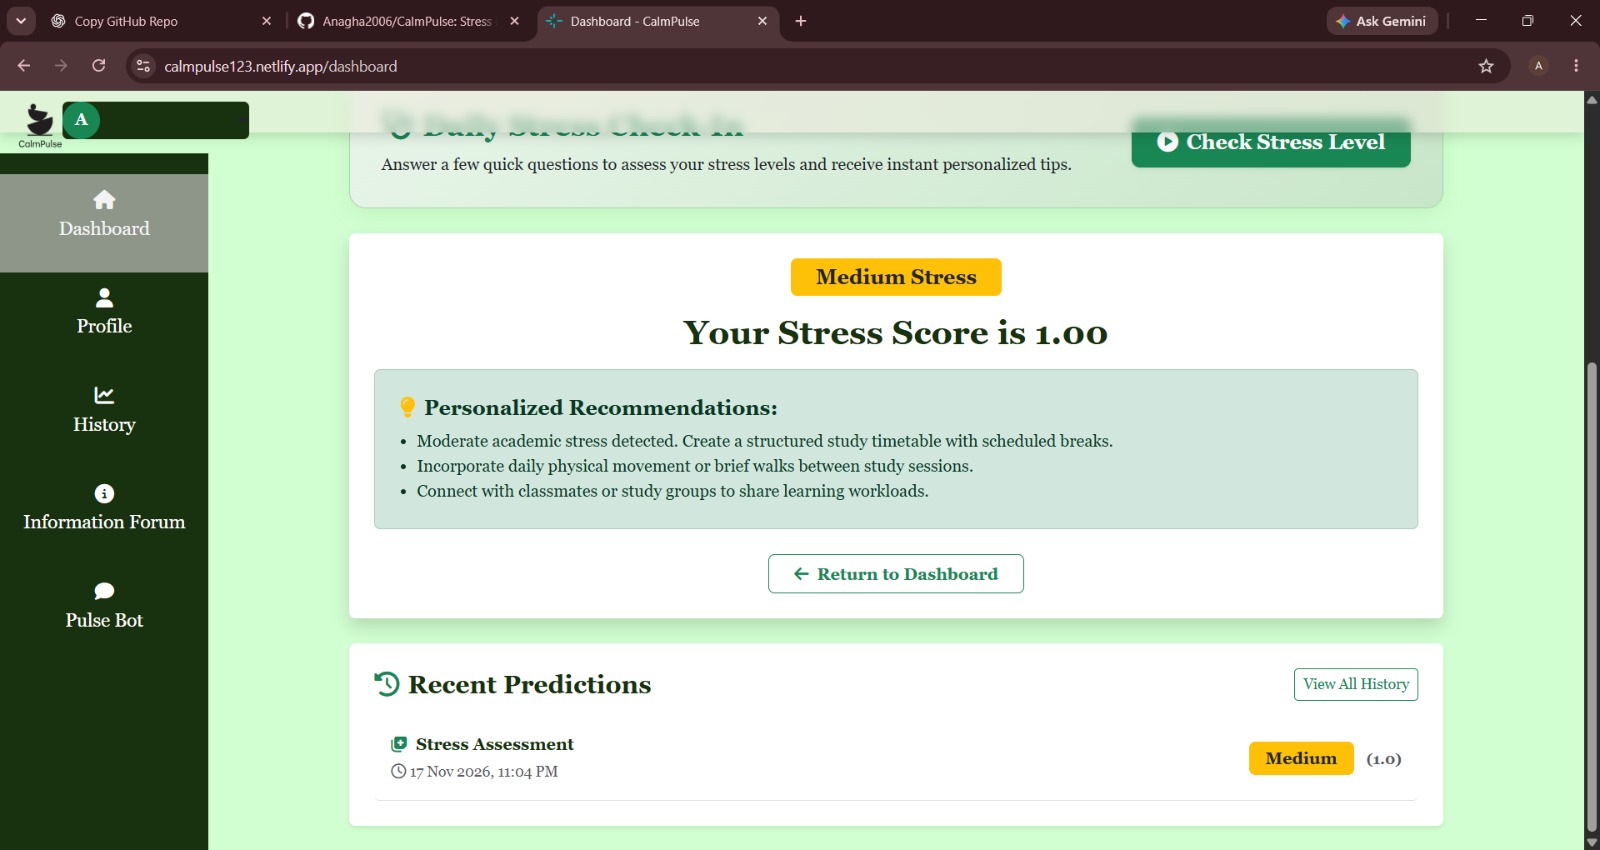 Copy GitHub Repo
Anagha2006/CalmPulse: Stress
Dashboard - CalmPulse
Ask Gemini
calmpulse123.netlify.app/dashboard
A
CalmPulse
A
Dashboard
Profile
History
Information Forum
Pulse Bot
Daily Stress Check-In
Answer a few quick questions to assess your stress levels and receive instant personalized tips.
Check Stress Level
Medium Stress
Your Stress Score is 1.00
Personalized Recommendations:
• Moderate academic stress detected. Create a structured study timetable with scheduled breaks.
• Incorporate daily physical movement or brief walks between study sessions.
• Connect with classmates or study groups to share learning workloads.
Return to Dashboard
Recent Predictions
View All History
Stress Assessment
17 Nov 2026, 11:04 PM
Medium (1.0)